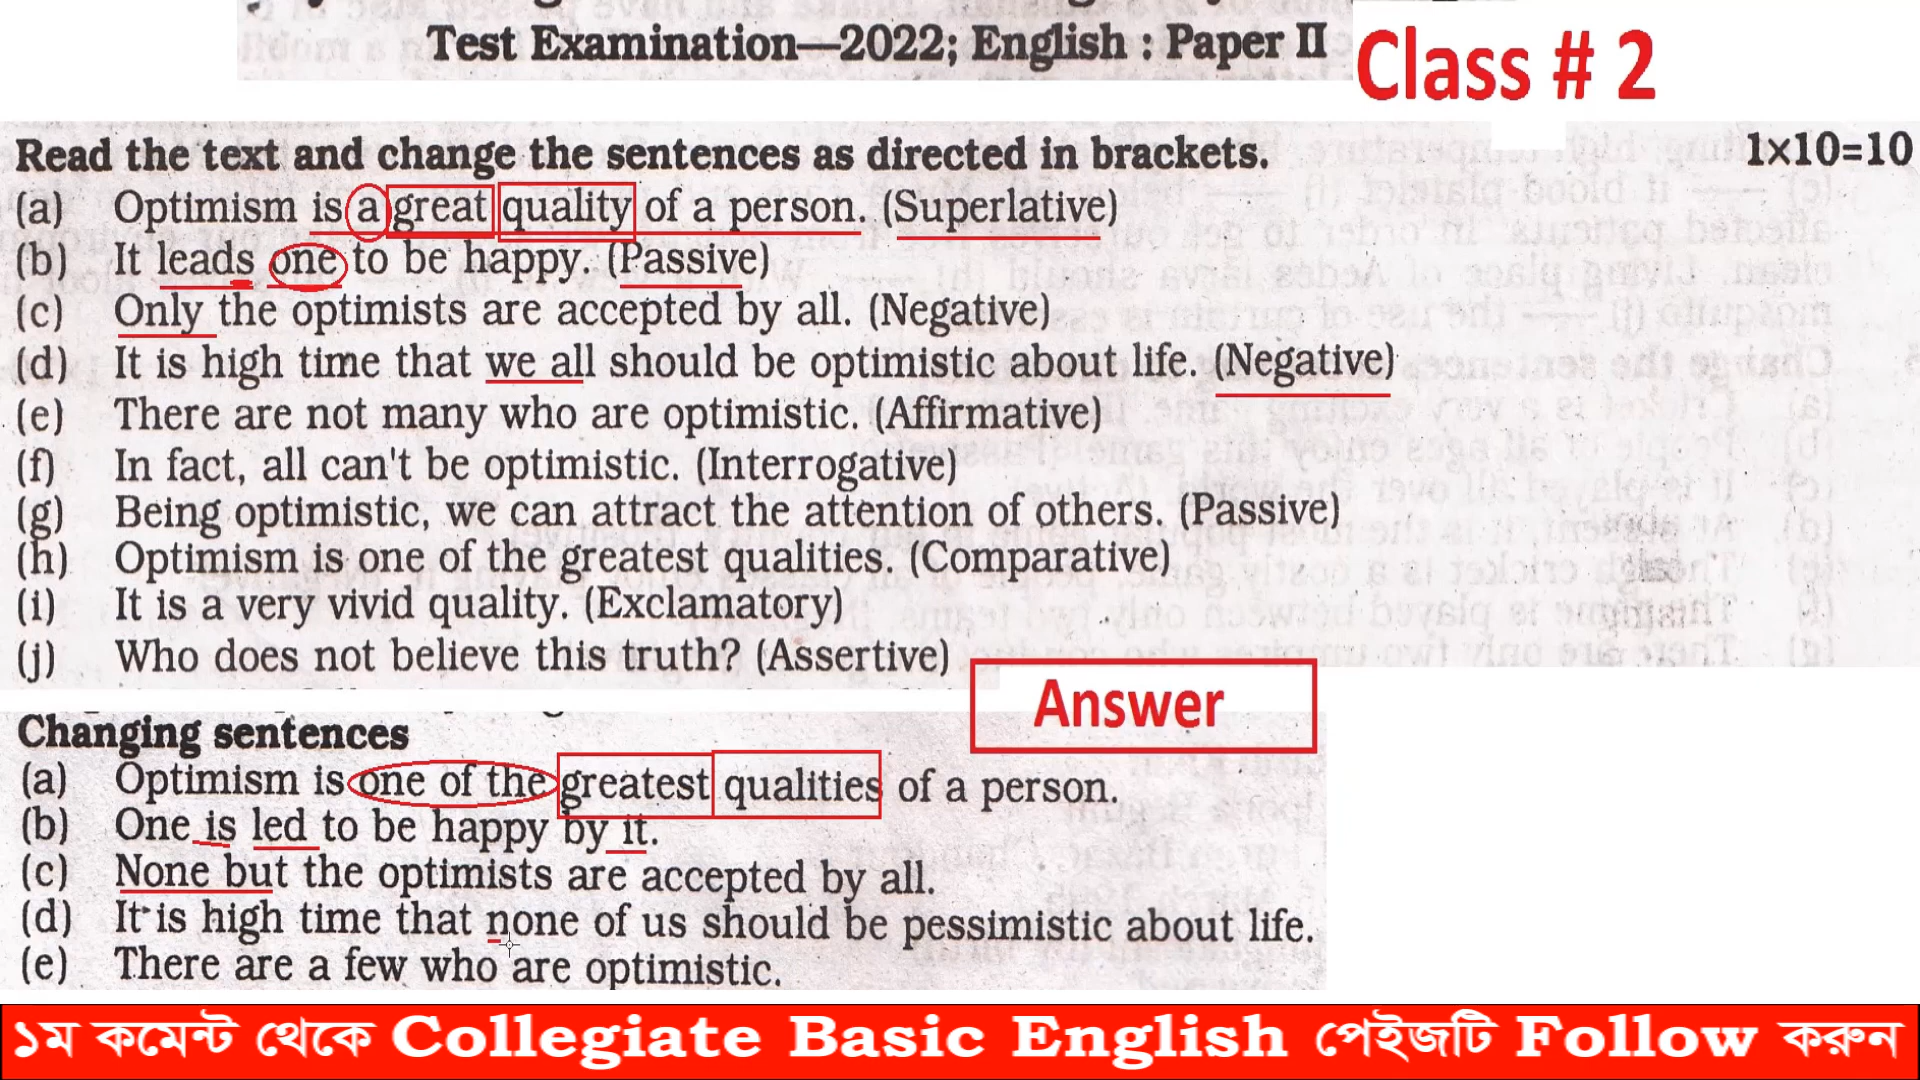 Test Examination—2022; English : Paper II
Class # 2
Read the text and change the sentences as directed in brackets. 1×10=10
(a) Optimism is a great quality of a person. (Superlative)
(b) It leads one to be happy. (Passive)
(c) Only the optimists are accepted by all. (Negative)
(d) It is high time that we all should be optimistic about life. (Negative)
(e) There are not many who are optimistic. (Affirmative)
(f) In fact, all can't be optimistic. (Interrogative)
(g) Being optimistic, we can attract the attention of others. (Passive)
(h) Optimism is one of the greatest qualities. (Comparative)
(i) It is a very vivid quality. (Exclamatory)
(j) Who does not believe this truth? (Assertive)
Answer
Changing sentences
(a) Optimism is one of the greatest qualities of a person.
(b) One is led to be happy by it.
(c) None but the optimists are accepted by all.
(d) It is high time that none of us should be pessimistic about life.
(e) There are a few who are optimistic.
১ম কমেন্ট থেকে Collegiate Basic English পেইজটি Follow করুন